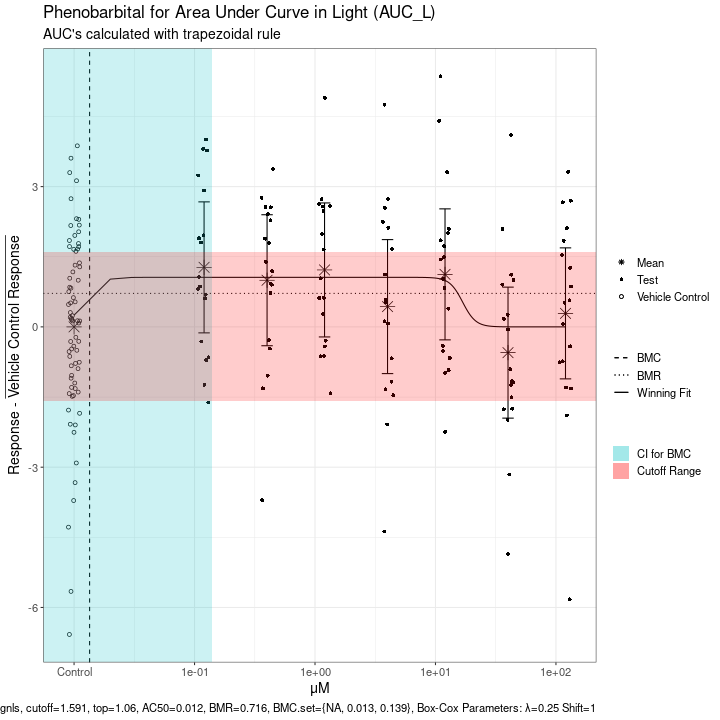 Phenobarbital for Area Under Curve in Light (AUC_L)
AUC's calculated with trapezoidal rule
Response - Vehicle Control Response
3
0
-3
-6
Control
1e-01
1e+00
1e+01
1e+02
μM
Mean
Test
Vehicle Control
BMC
BMR
Winning Fit
CI for BMC
Cutoff Range
gnls, cutoff=1.591, top=1.06, AC50=0.012, BMR=0.716, BMC.set={NA, 0.013, 0.139}, Box-Cox Parameters: λ=0.25 Shift=1